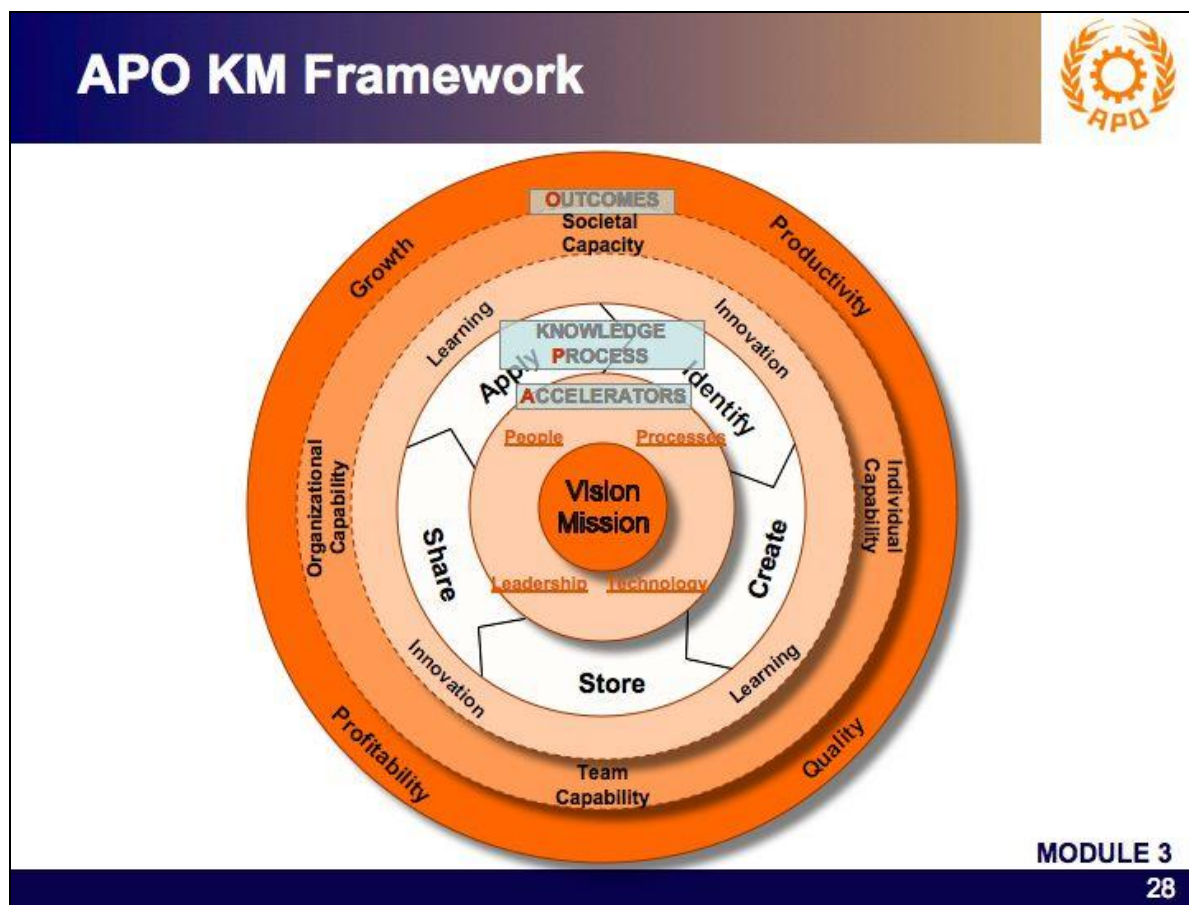 APO KM Framework
APO
OUTCOMES
Societal
Capacity
Growth
Productivity
Learning
Innovation
KNOWLEDGE
PROCESS
Apply
Identify
ACCELERATORS
People
Processes
Vision
Mission
Organizational
Capability
Individual
Capability
Share
Create
Leadership
Technology
Innovation
Store
Learning
Profitability
Team
Capability
Quality
MODULE 3
28